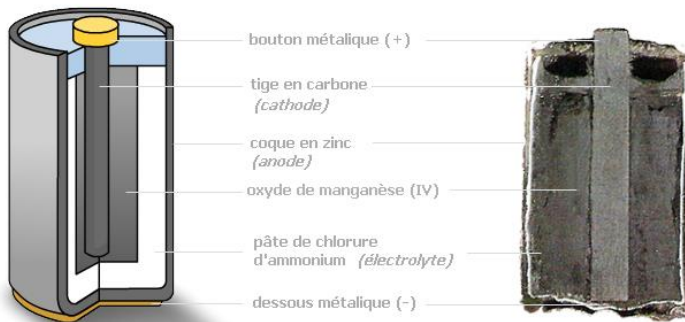 bouton métalique (+)
tige en carbone
(cathode)
coque en zinc
(anode)
oxyde de manganèse (IV)
pâte de chlorure
d'ammonium (électrolyte)
dessous métalique (-)